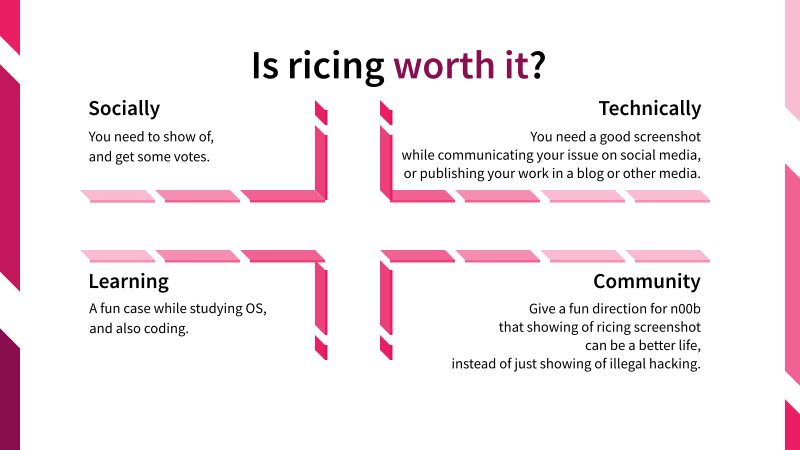 Is ricing worth it?
Socially
You need to show of,
and get some votes.
Technically
You need a good screenshot
while communicating your issue on social media,
or publishing your work in a blog or other media.
Learning
A fun case while studying OS,
and also coding.
Community
Give a fun direction for n00b
that showing of ricing screenshot
can be a better life,
instead of just showing of illegal hacking.